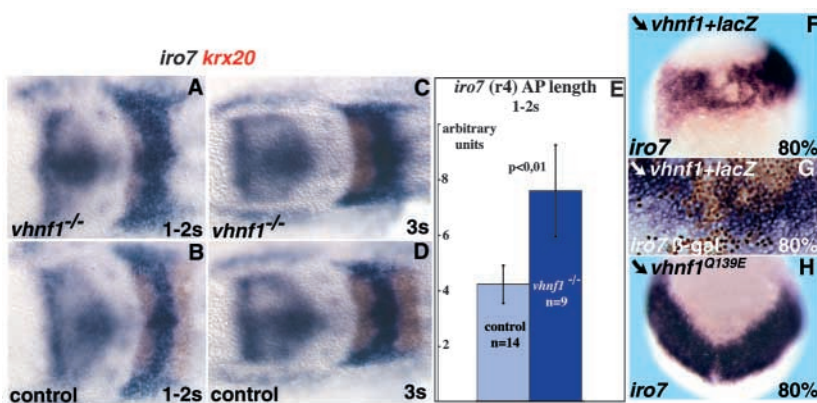 iro7 krx20
A
vhnf1-/-
1-2s
B
control
1-2s
C
vhnf1-/-
3s
D
control
3s
iro7 (r4) AP length
E
1-2s
arbitrary
units
p<0,01
8
6
4
2
control
n=14
vhnf1 -/-
n=9
vhnf1+lacZ
F
iro7
80%
vhnf1+lacZ
G
iro7 ß-gal
80%
vhnf1Q139E
H
iro7
80%